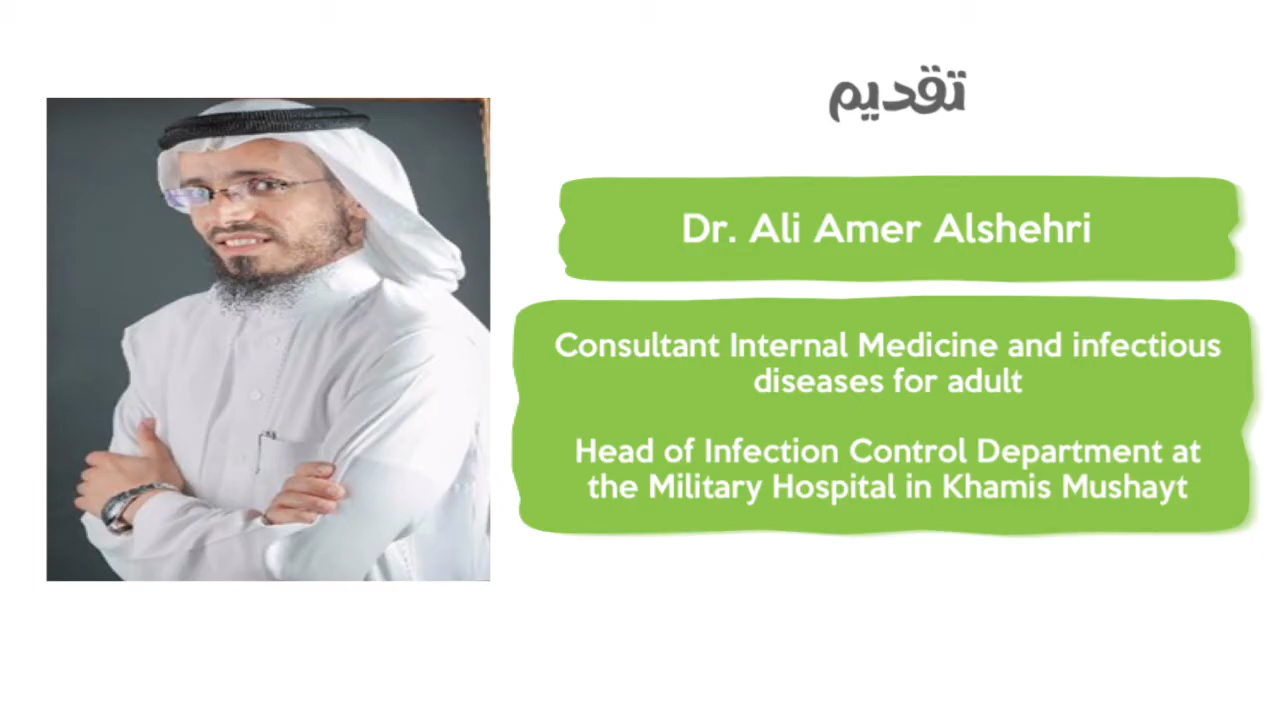 تقديم
Dr. Ali Amer Alshehri
Consultant Internal Medicine and infectious
diseases for adult
Head of Infection Control Department at
the Military Hospital in Khamis Mushayt